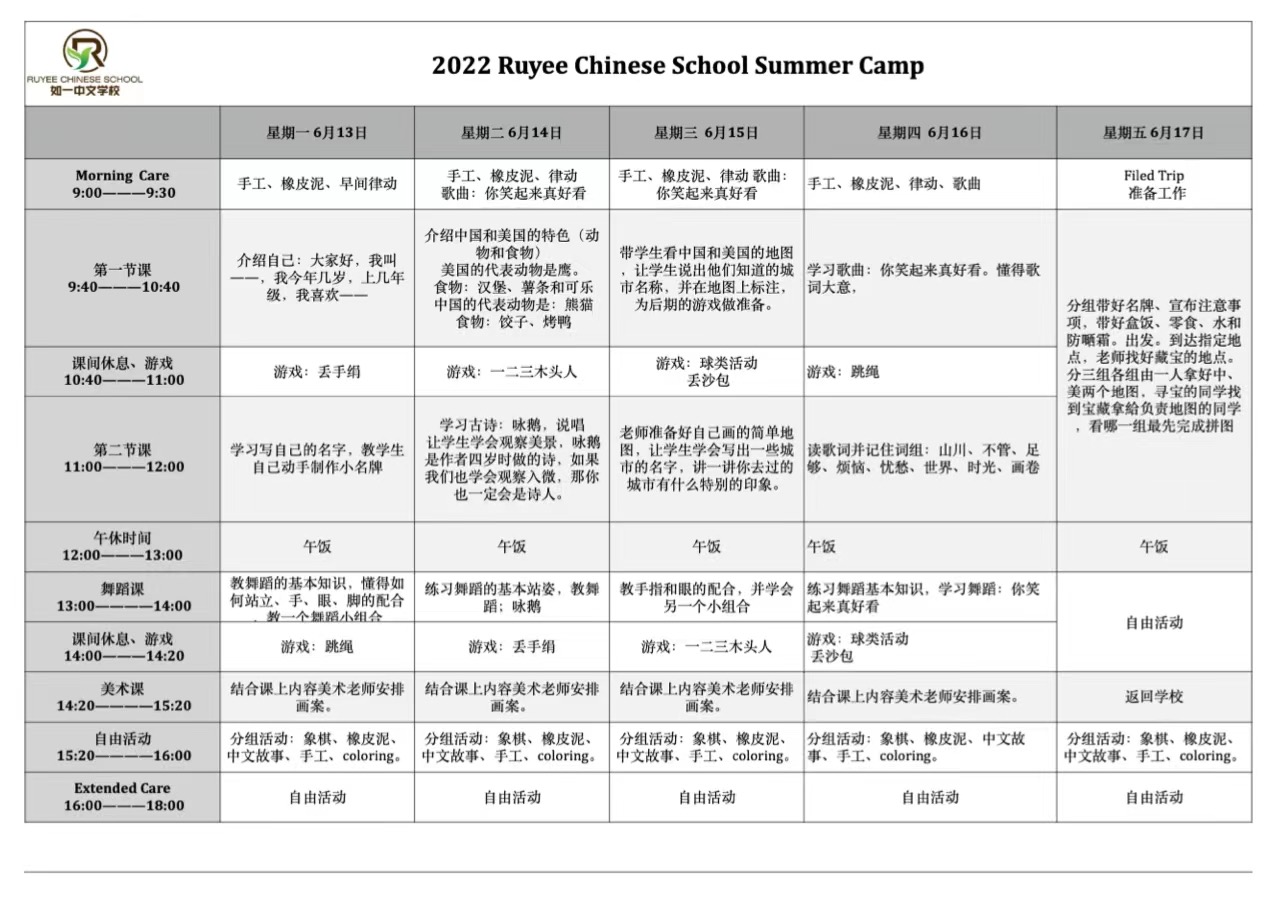 RUYEE CHINESE SCHOOL
如一中文学校
2022 Ruyee Chinese School Summer Camp
星期一 6月13日
星期二 6月14日
星期三 6月15日
星期四 6月16日
星期五 6月17日
Morning Care
9:00———9:30
手工、橡皮泥、早间律动
手工、橡皮泥、律动
歌曲：你笑起来真好看
手工、橡皮泥、律动 歌曲：
你笑起来真好看
手工、橡皮泥、律动、歌曲
Filed Trip
准备工作
第一节课
9:40———10:40
介绍自己：大家好，我叫
——，我今年几岁，上几年
级，我喜欢——
介绍中国和美国的特色（动
物和食物）
美国的代表动物是鹰。
食物：汉堡、薯条和可乐
中国的代表动物是：熊猫
食物：饺子、烤鸭
带学生看中国和美国的地图
，让学生说出他们知道的城
市名称，并在地图上标注，
为后期的游戏做准备。
学习歌曲：你笑起来真好看。懂得歌
词大意，
分组带好名牌、宣布注意事
项，带好盒饭、零食、水和
防嗮霜。出发。到达指定地
点，老师找好藏宝的地点。
分三组各组由一人拿好中、
美两个地图，寻宝的同学找
到宝藏拿給负责地图的同学
，看哪一组最先完成拼图
课间休息、游戏
10:40———11:00
游戏：丢手绢
游戏：一二三木头人
游戏：球类活动
丢沙包
游戏：跳绳
第二节课
11:00———12:00
学习写自己的名字，教学生
自己动手制作小名牌
学习古诗：咏鹅，说唱
让学生学会观察美景，咏鹅
是作者四岁时做的诗，如果
我们也学会观察入微，那你
也一定会是诗人。
老师准备好自己画的简单地
图，让学生学会写出一些城
市的名字，讲一讲你去过的
城市有什么特别的印象。
读歌词并记住词组：山川、不管、足
够、烦恼、忧愁、世界、时光、画卷
午休时间
12:00———13:00
午饭
午饭
午饭
午饭
午饭
舞蹈课
13:00————14:00
教舞蹈的基本知识，懂得如
何站立、手、眼、脚的配合
，教一个舞蹈小组合
练习舞蹈的基本站姿，教舞
蹈；咏鹅
教手指和眼的配合，并学会
另一个小组合
练习舞蹈基本知识，学习舞蹈：你笑
起来真好看
自由活动
课间休息、游戏
14:00———14:20
游戏：跳绳
游戏：丢手绢
游戏：一二三木头人
游戏：球类活动
丢沙包
美术课
14:20————15:20
结合课上内容美术老师安排
画案。
结合课上内容美术老师安排
画案。
结合课上内容美术老师安排
画案。
结合课上内容美术老师安排画案。
返回学校
自由活动
15:20————16:00
分组活动：象棋、橡皮泥、
中文故事、手工、coloring。
分组活动：象棋、橡皮泥、
中文故事、手工、coloring。
分组活动：象棋、橡皮泥、
中文故事、手工、coloring。
分组活动：象棋、橡皮泥、中文故
事、手工、coloring。
分组活动：象棋、橡皮泥、
中文故事、手工、coloring。
Extended Care
16:00———18:00
自由活动
自由活动
自由活动
自由活动
自由活动